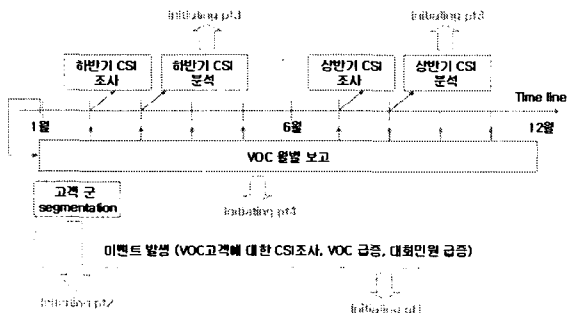 Initiating pt3
Initiating pt3
하반기 CSI
조사
하반기 CSI
분석
상반기 CSI
조사
상반기 CSI
분석
Time line
1월
6월
12월
VOC 월별 보고
고객 군
segmentation
Initiating pt4
이벤트 발생 (VOC고객에 대한 CSI조사, VOC 급증, 대회민원 급증)
Initiating pt2
Initiating pt1